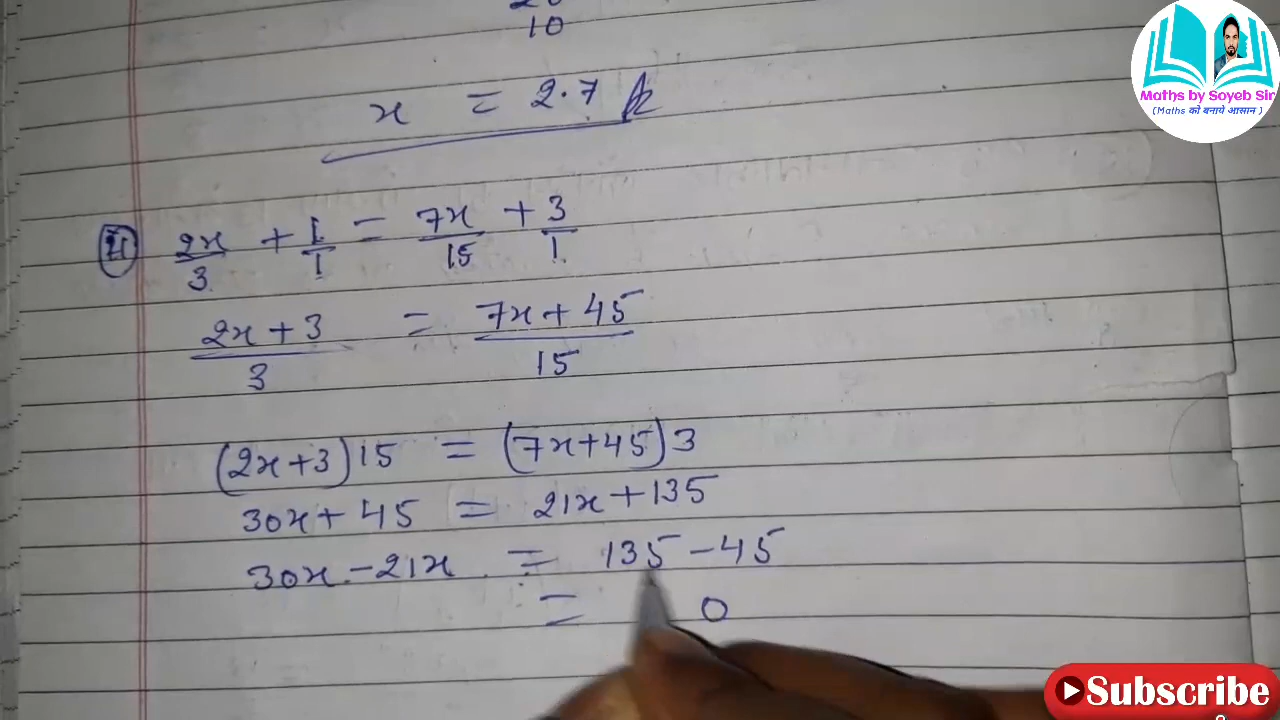 10
x = 2.7
Maths by Soyeb Sir
(Maths को बनाये आसान)
2x/3 + 1/1 = 7x/15 + 3/1
2x+3/3 = 7x+45/15
(2x+3)15 = (7x+45)3
30x+45 = 21x+135
30x-21x = 135-45
= 0
Subscribe